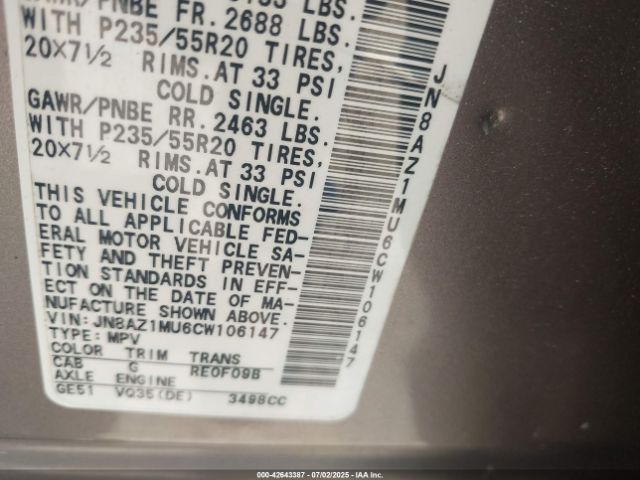 LBS.
GAWR/PNBE FR. 2688 LBS.
WITH P235/55R20 TIRES,
20X7½ RIMS. AT 33 PSI
COLD SINGLE.
GAWR/PNBE RR. 2463 LBS.
WITH P235/55R20 TIRES,
20X7½ RIMS. AT 33 PSI
COLD SINGLE.
THIS VEHICLE CONFORMS
TO ALL APPLICABLE FED-
ERAL MOTOR VEHICLE SA-
FETY AND THEFT PREVEN-
TION STANDARDS IN EFF-
ECT ON THE DATE OF MA-
NUFACTURE SHOWN ABOVE.
VIN: JN8AZ1MU6CW106147
TYPE: MPV
COLOR TRIM TRANS
CAB G RE0F09B
AXLE ENGINE
GE51 VQ35(DE) 3498CC
JN8AZ1MU6CW106147
000-42643387 - 07/02/2025 - IAA Inc.